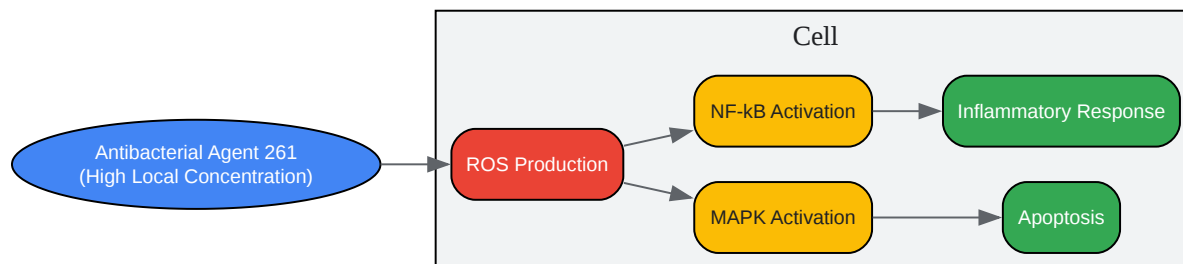 Cell
Antibacterial Agent 261
(High Local Concentration)
ROS Production
NF-kB Activation
Inflammatory Response
MAPK Activation
Apoptosis